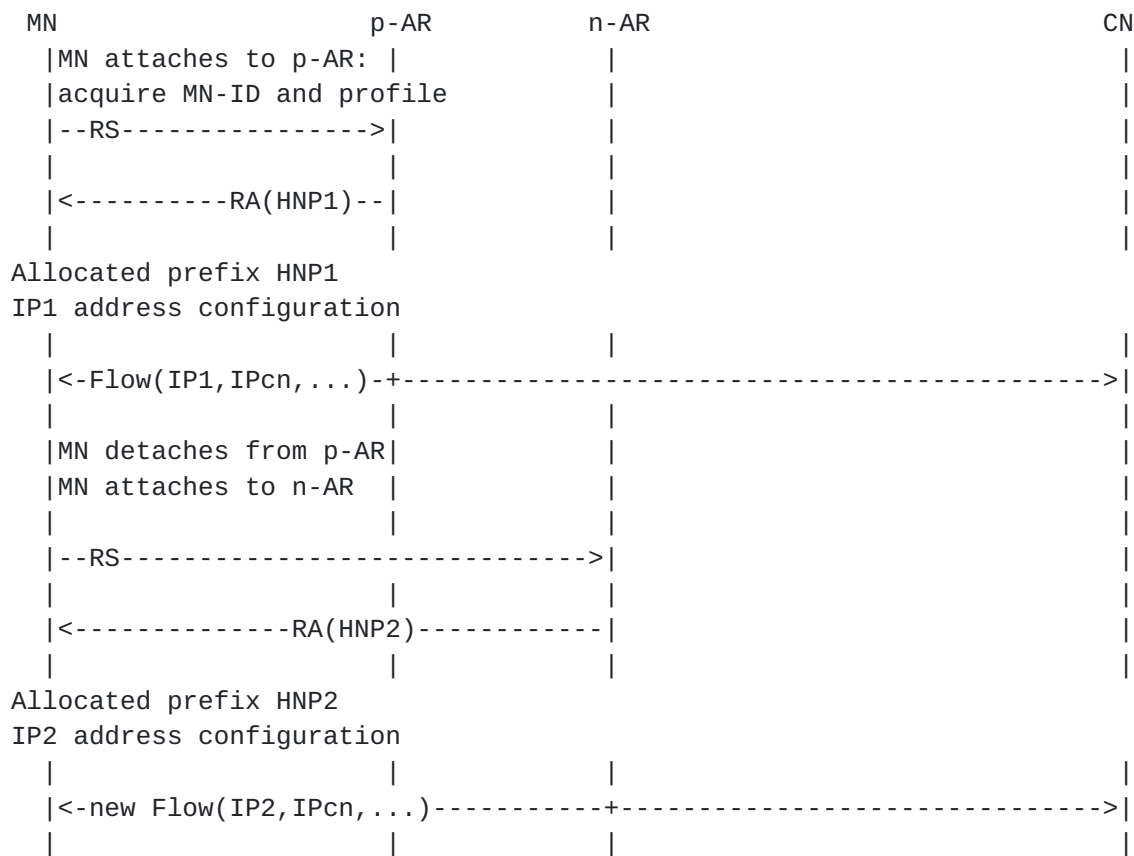 MN                    p-AR          n-AR                             CN
  |MN attaches to p-AR: |             |                                |
  |acquire MN-ID and profile          |                                |
  |--RS---------------->|             |                                |
  |                     |             |                                |
  |<----------RA(HNP1)--|             |                                |
  |                     |             |                                |
Allocated prefix HNP1
IP1 address configuration
  |                     |             |                                |
  |<-Flow(IP1,IPcn,...)-+--------------------------------------------->|
  |                     |             |                                |
  |MN detaches from p-AR|             |                                |
  |MN attaches to n-AR  |             |                                |
  |                     |             |                                |
  |--RS------------------------------>|                                |
  |                     |             |                                |
  |<--------------RA(HNP2)------------|                                |
  |                     |             |                                |
Allocated prefix HNP2
IP2 address configuration
  |                     |             |                                |
  |<-new Flow(IP2,IPcn,...)-----------+------------------------------->|
  |                     |             |                                |